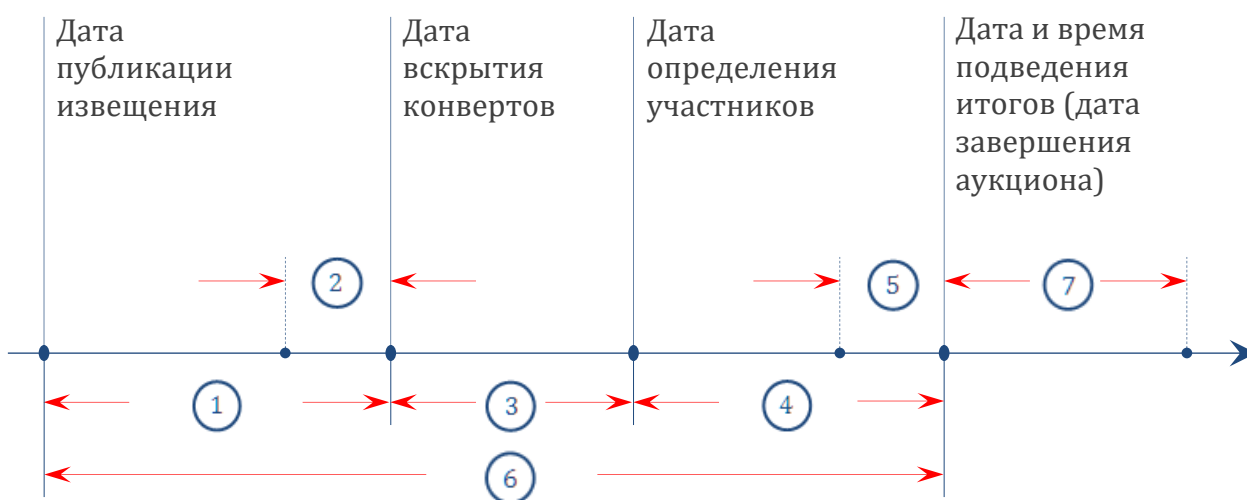 Дата
публикации
извещения
Дата
вскрытия
конвертов
Дата
определения
участников
Дата и время
подведения
итогов (дата
завершения
аукциона)
2
5
7
1
3
4
6